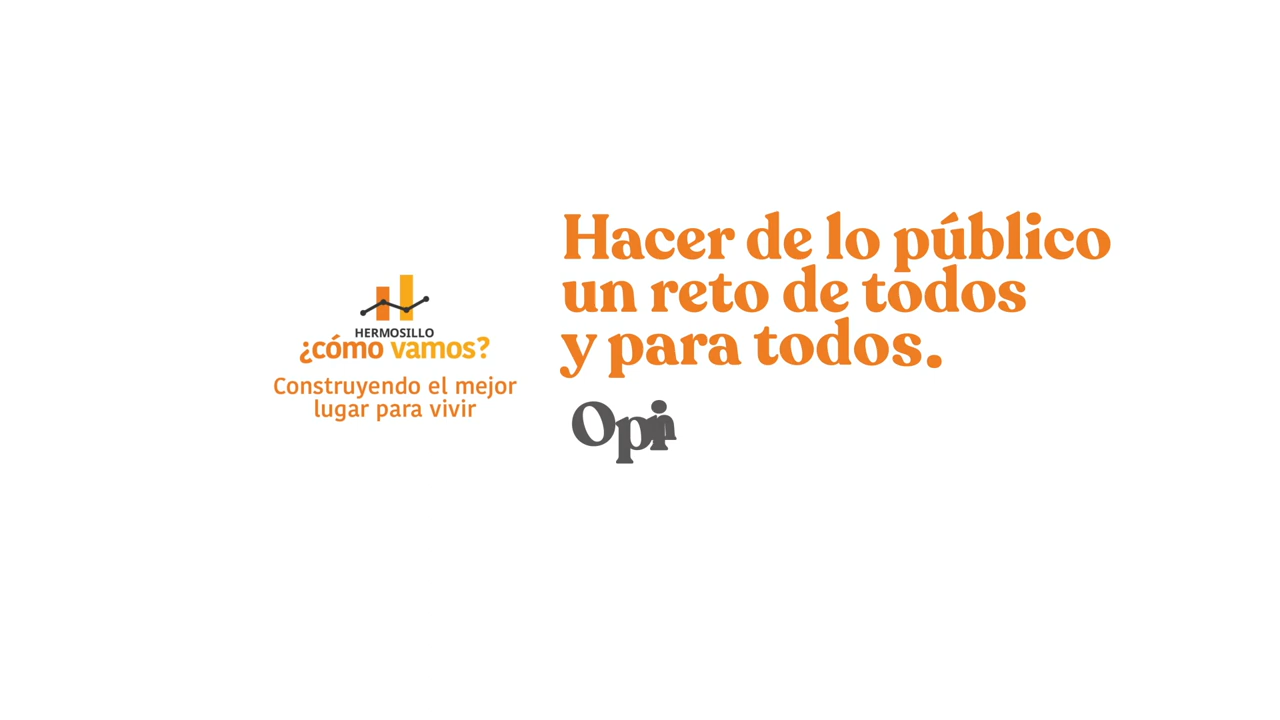 HERMOSILLO
¿cómo vamos?
Construyendo el mejor
lugar para vivir
Hacer de lo público
un reto de todos
y para todos.
Opin